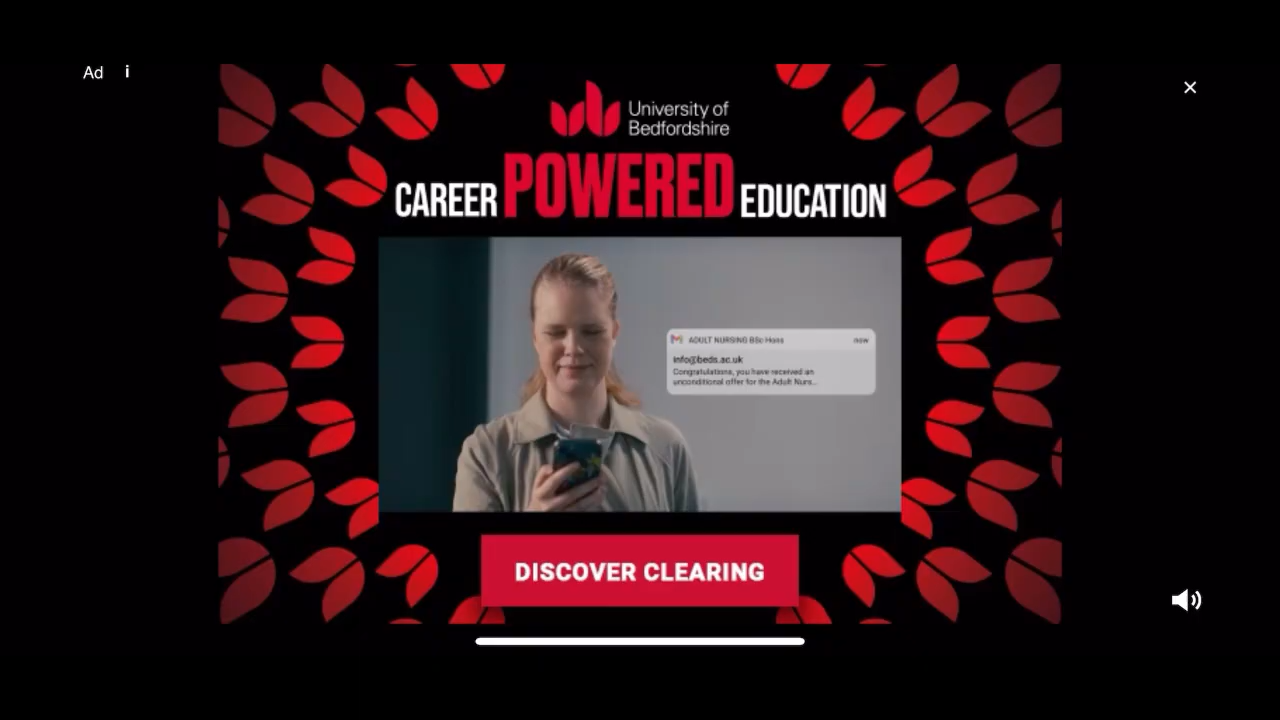 Ad i
University of
Bedfordshire
CAREER POWERED EDUCATION
ADULT NURSING BSc Hons now
info@beds.ac.uk
Congratulations, you have received an
unconditional offer for the Adult Nurs...
DISCOVER CLEARING